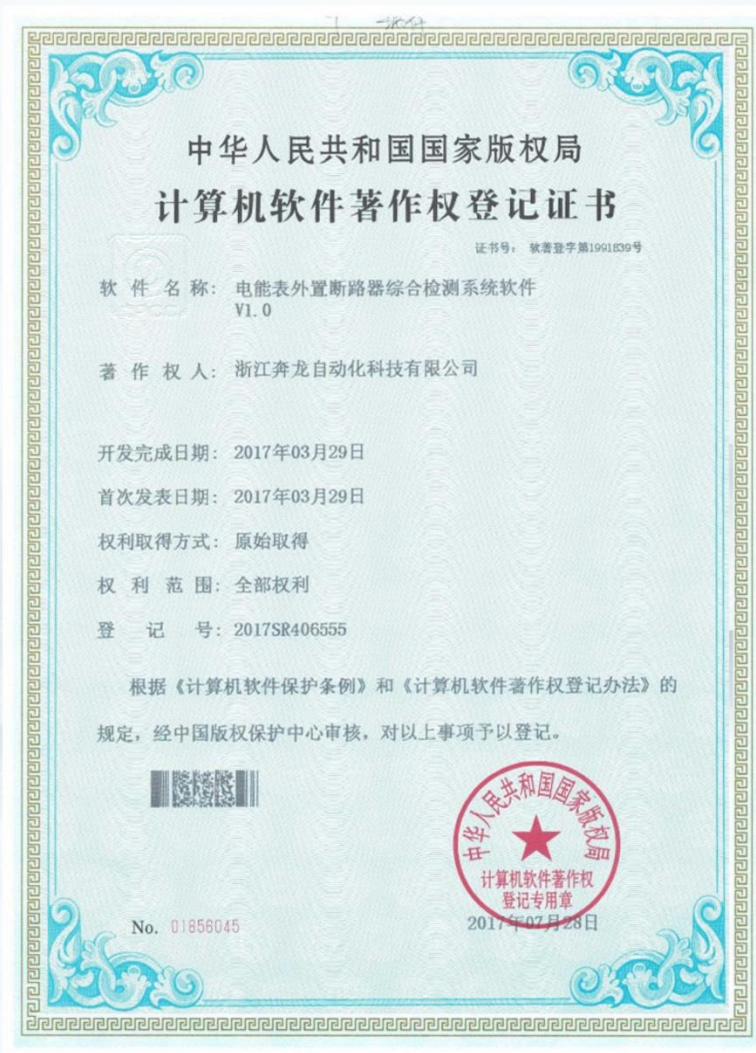 中华人民共和国国家版权局
计算机软件著作权登记证书
证书号： 软著登字第1991839号
软件名称： 电能表外置断路器综合检测系统软件
V1.0
著作权人： 浙江奔龙自动化科技有限公司
开发完成日期： 2017年03月29日
首次发表日期： 2017年03月29日
权利取得方式： 原始取得
权利范围： 全部权利
登记号： 2017SR406555
根据《计算机软件保护条例》和《计算机软件著作权登记办法》的
规定，经中国版权保护中心审核，对以上事项予以登记。
中华人民共和国国家版权局
计算机软件著作权
登记专用章
No. 01856045
2017年07月28日